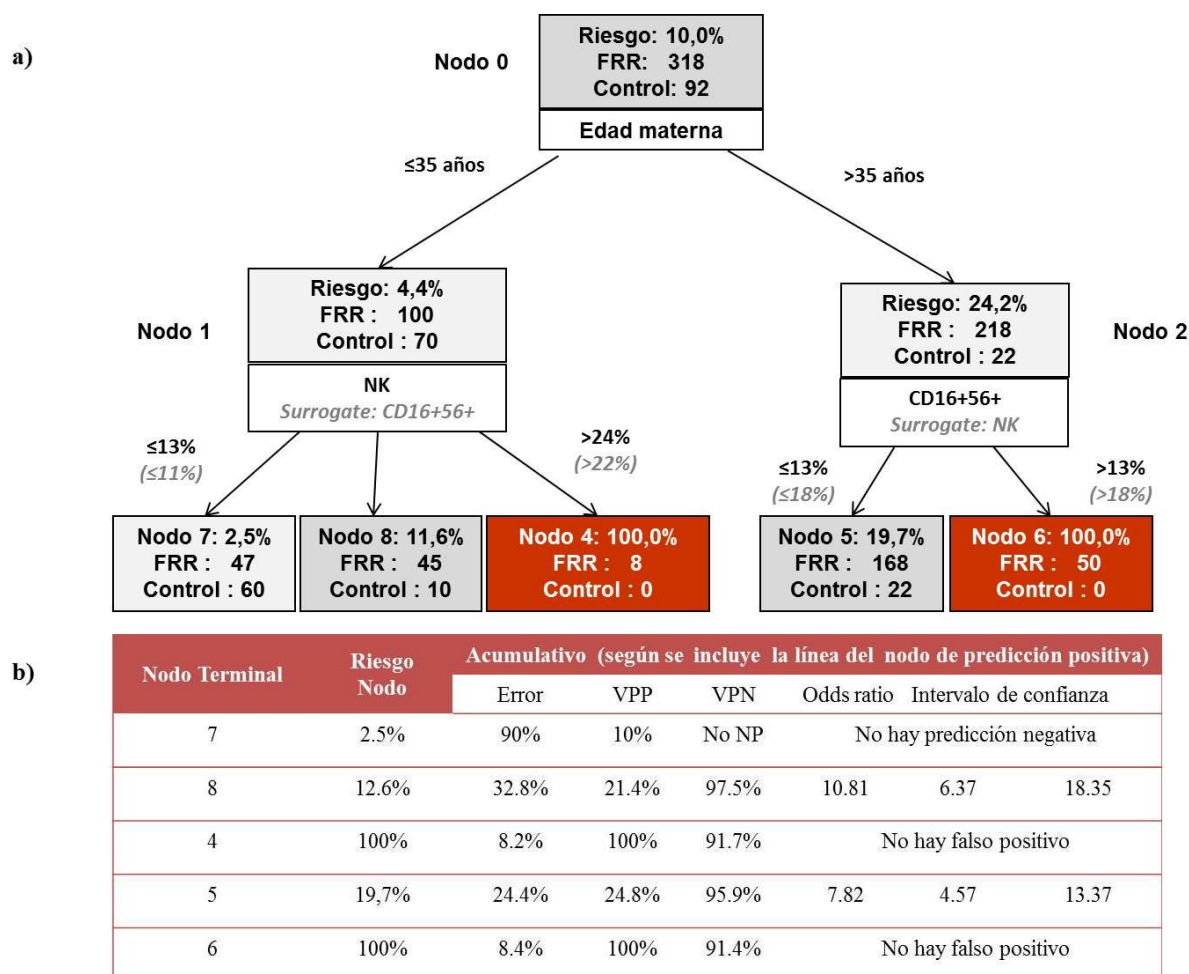 a)
Nodo 0
Riesgo: 10,0%
FRR: 318
Control: 92
Edad materna
≤35 años
>35 años
Nodo 1
Riesgo: 4,4%
FRR : 100
Control : 70
NK
Surrogate: CD16+56+
Riesgo: 24,2%
FRR : 218
Control : 22
Nodo 2
CD16+56+
Surrogate: NK
≤13%
(≤11%)
>24%
(>22%)
≤13%
(≤18%)
>13%
(>18%)
Nodo 7: 2,5%
FRR : 47
Control : 60
Nodo 8: 11,6%
FRR : 45
Control : 10
Nodo 4: 100,0%
FRR : 8
Control : 0
Nodo 5: 19,7%
FRR : 168
Control : 22
Nodo 6: 100,0%
FRR : 50
Control : 0
b)
Nodo Terminal Riesgo Nodo Acumulativo (según se incluye la línea del nodo de predicción positiva)
Error VPP VPN Odds ratio Intervalo de confianza
7 2.5% 90% 10% No NP No hay predicción negativa
8 12.6% 32.8% 21.4% 97.5% 10.81 6.37 18.35
4 100% 8.2% 100% 91.7% No hay falso positivo
5 19,7% 24.4% 24.8% 95.9% 7.82 4.57 13.37
6 100% 8.4% 100% 91.4% No hay falso positivo